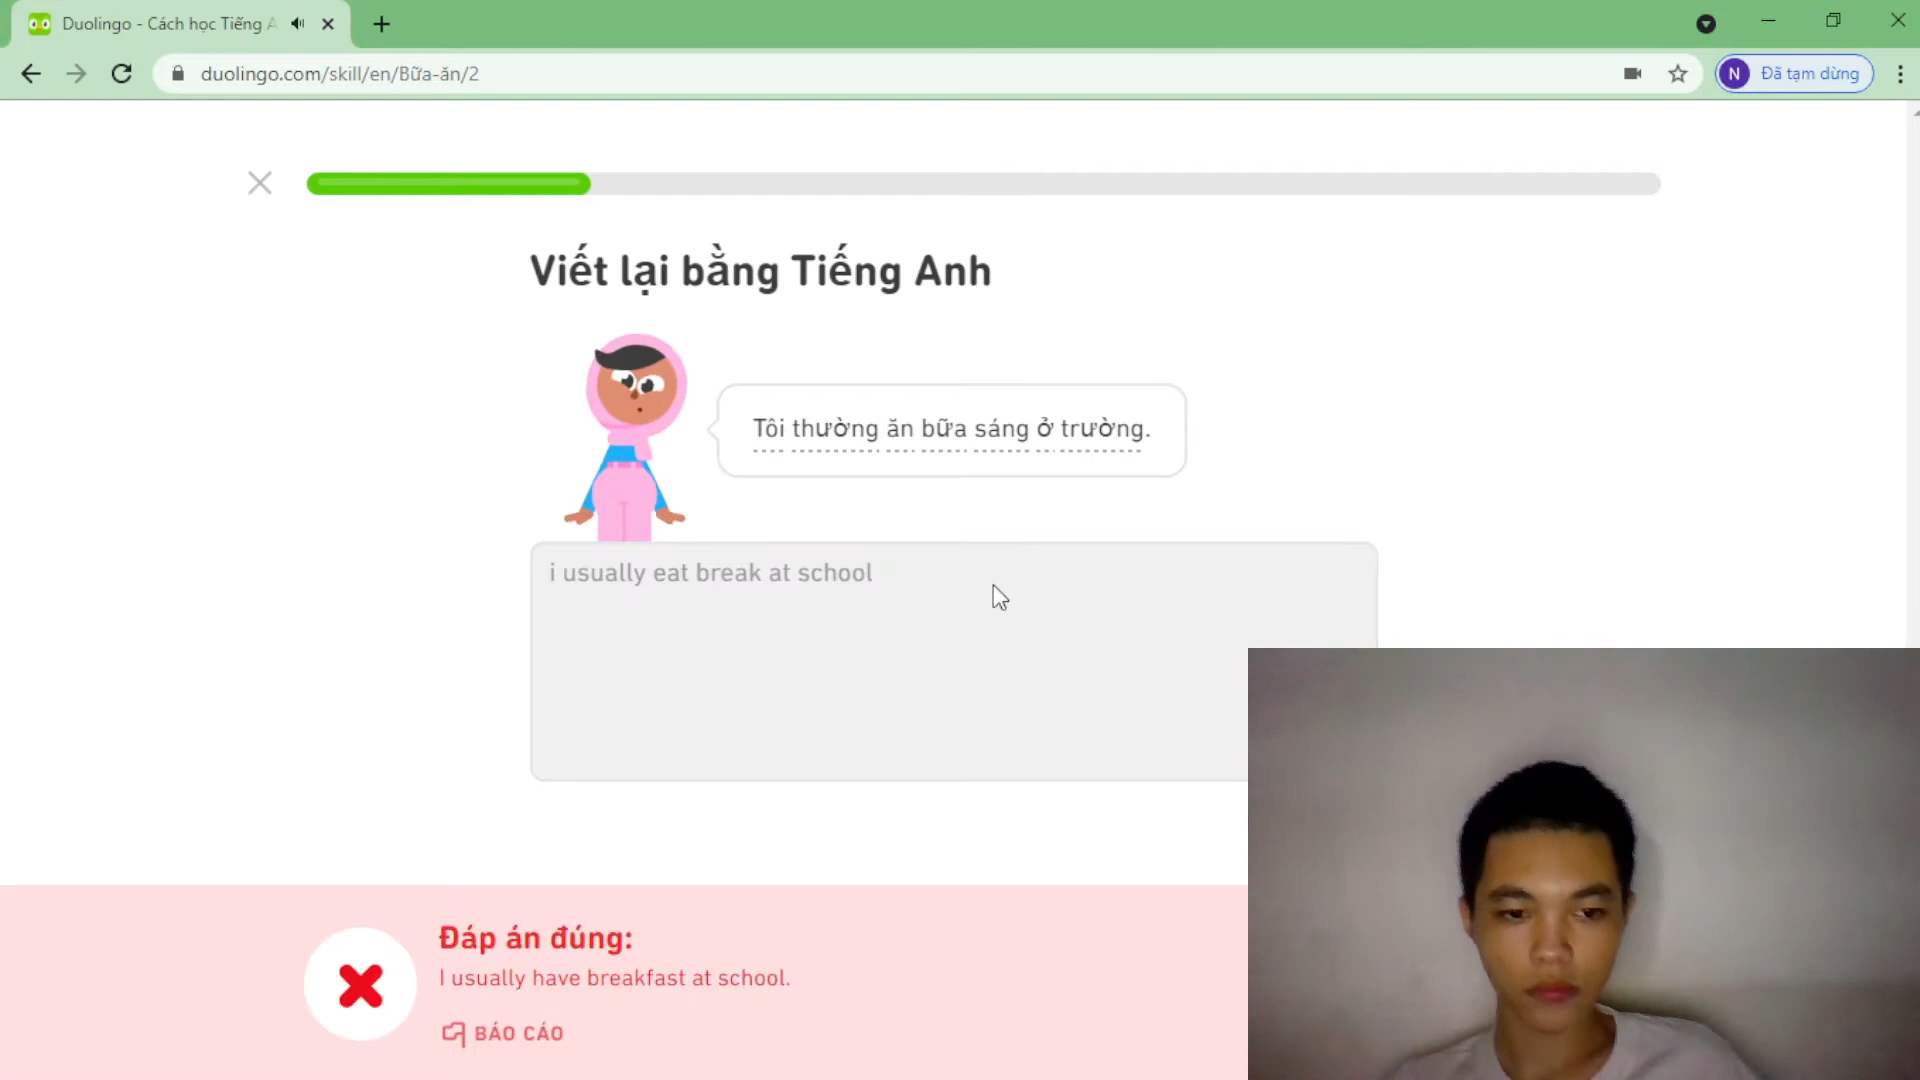 Duolingo - Cách học Tiếng A
duolingo.com/skill/en/Bữa-ăn/2
N
Đã tạm dừng
Viết lại bằng Tiếng Anh
Tôi thường ăn bữa sáng ở trường.
i usually eat break at school
Đáp án đúng:
I usually have breakfast at school.
BÁO CÁO